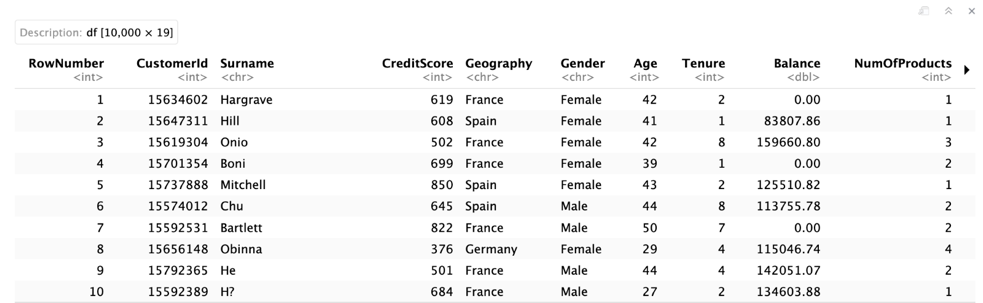 Description: df [10,000 × 19]
RowNumber CustomerId Surname CreditScore Geography Gender Age Tenure Balance NumOfProducts
<int> <int> <chr> <int> <chr> <chr> <int> <int> <dbl> <int>
1 15634602 Hargrave 619 France Female 42 2 0.00 1
2 15647311 Hill 608 Spain Female 41 1 83807.86 1
3 15619304 Onio 502 France Female 42 8 159660.80 3
4 15701354 Boni 699 France Female 39 1 0.00 2
5 15737888 Mitchell 850 Spain Female 43 2 125510.82 1
6 15574012 Chu 645 Spain Male 44 8 113755.78 2
7 15592531 Bartlett 822 France Male 50 7 0.00 2
8 15656148 Obinna 376 Germany Female 29 4 115046.74 4
9 15792365 He 501 France Male 44 4 142051.07 2
10 15592389 H? 684 France Male 27 2 134603.88 1